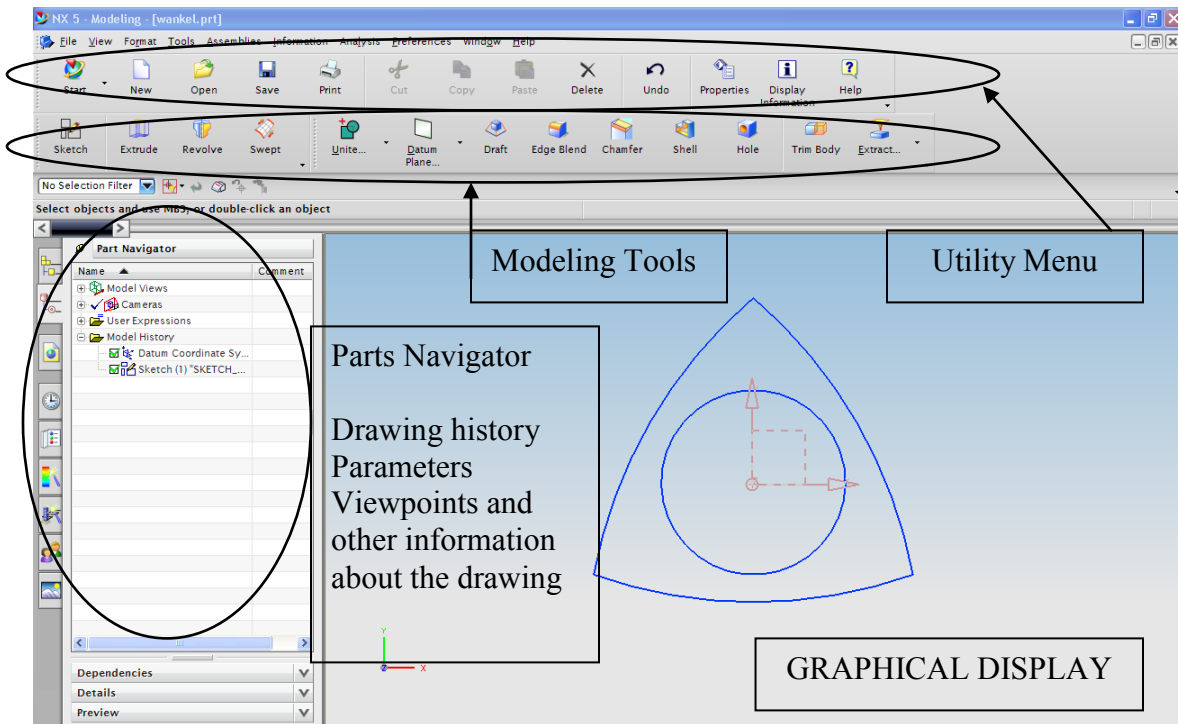 NX 5 - Modeling - [wankel.prt]
File View Format Tools Assemblies Information Analysis Preferences Window Help
Start New Open Save Print Cut Copy Paste Delete Undo Properties Display Information Help
Sketch Extrude Revolve Swept Unite... Datum Plane... Draft Edge Blend Chamfer Shell Hole Trim Body Extract...
No Selection Filter
Select objects and use MB3, or double-click an object
Part Navigator
Name Comment
Model Views
Cameras
User Expressions
Model History
Datum Coordinate Sy...
Sketch (1) "SKETCH_...
Dependencies
Details
Preview
Modeling Tools
Utility Menu
Parts Navigator
Drawing history
Parameters
Viewpoints and
other information
about the drawing
Y
Z
X
GRAPHICAL DISPLAY